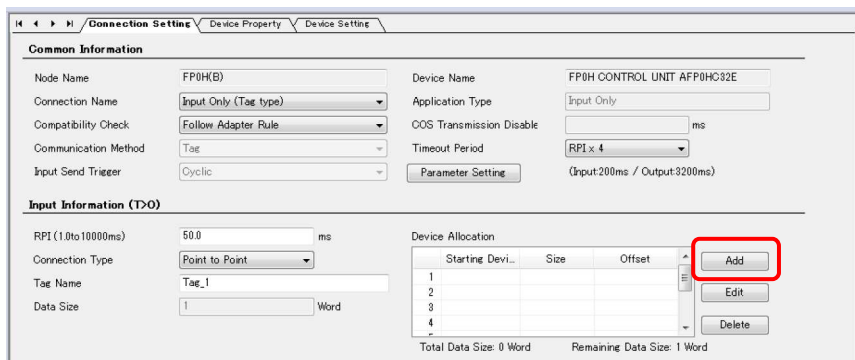 Connection Setting Device Property Device Setting
Common Information
Node Name FP0H(B) Device Name FP0H CONTROL UNIT AFP0HC32E
Connection Name Input Only (Tag type) Application Type Input Only
Compatibility Check Follow Adapter Rule COS Transmission Disable ms
Communication Method Tag Timeout Period RPI x 4
Input Send Trigger Cyclic Parameter Setting (Input:200ms / Output:3200ms)
Input Information (T>O)
RPI (1.0to10000ms) 50.0 ms Device Allocation
Connection Type Point to Point Starting Devi... Size Offset Add
Tag Name Tag_1 1
2 Edit
Data Size 1 Word 3
4 Delete
Total Data Size: 0 Word Remaining Data Size: 1 Word